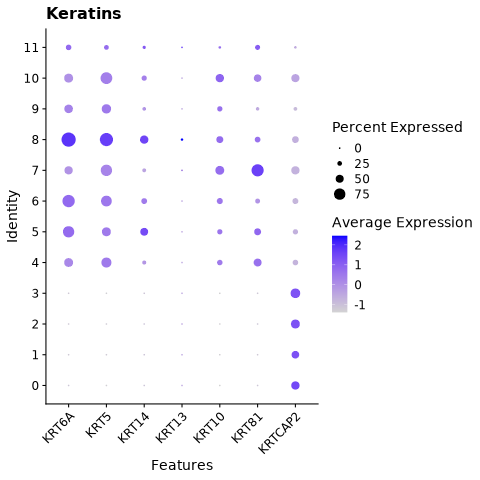 Keratins
11
10
9
8
7
6
5
4
3
2
1
0
Identity
KRT6A
KRT5
KRT14
KRT13
KRT10
KRT81
KRTCAP2
Features
Percent Expressed
0
25
50
75
Average Expression
2
1
0
-1